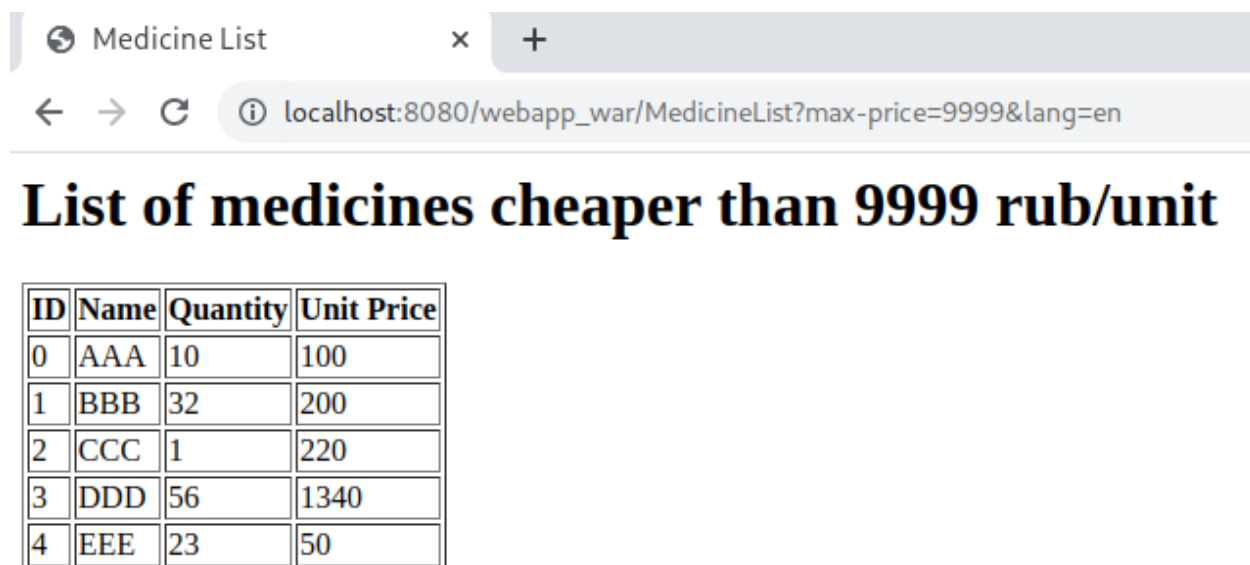 Medicine List
localhost:8080/webapp_war/MedicineList?max-price=9999&lang=en
List of medicines cheaper than 9999 rub/unit
ID Name Quantity Unit Price
0 AAA 10 100
1 BBB 32 200
2 CCC 1 220
3 DDD 56 1340
4 EEE 23 50